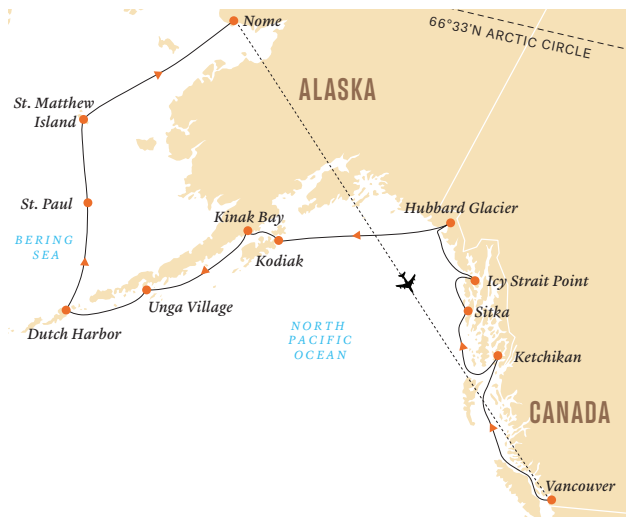 Nome
66°33'N ARCTIC CIRCLE
ALASKA
St. Matthew
Island
St. Paul
Kinak Bay
Hubbard Glacier
BERING
SEA
Kodiak
Icy Strait Point
Unga Village
Sitka
Dutch Harbor
NORTH
PACIFIC
OCEAN
Ketchikan
CANADA
Vancouver